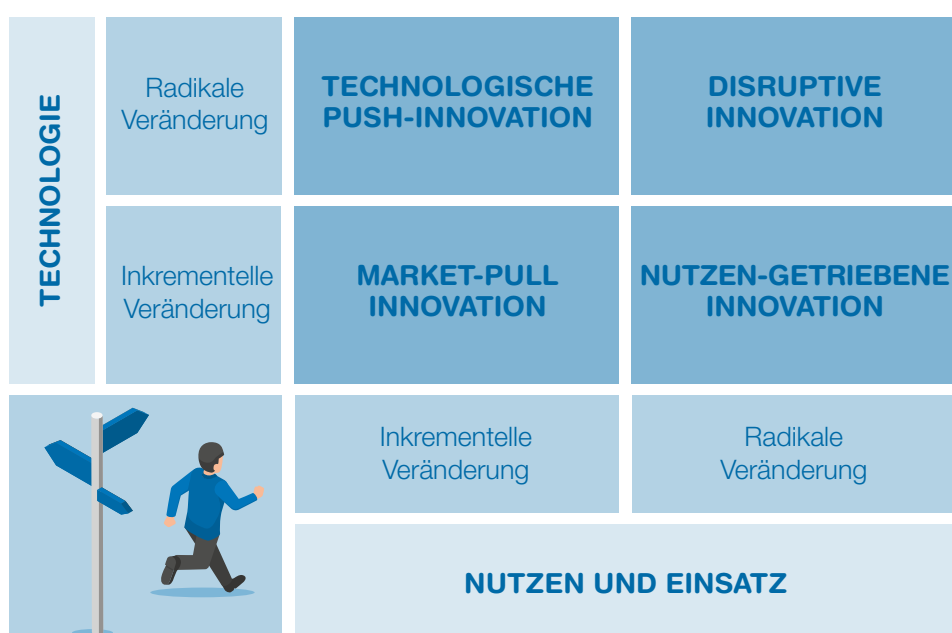 TECHNOLOGIE
Radikale
Veränderung
TECHNOLOGISCHE
PUSH-INNOVATION
DISRUPTIVE
INNOVATION
Inkrementelle
Veränderung
MARKET-PULL
INNOVATION
NUTZEN-GETRIEBENE
INNOVATION
Inkrementelle
Veränderung
Radikale
Veränderung
NUTZEN UND EINSATZ